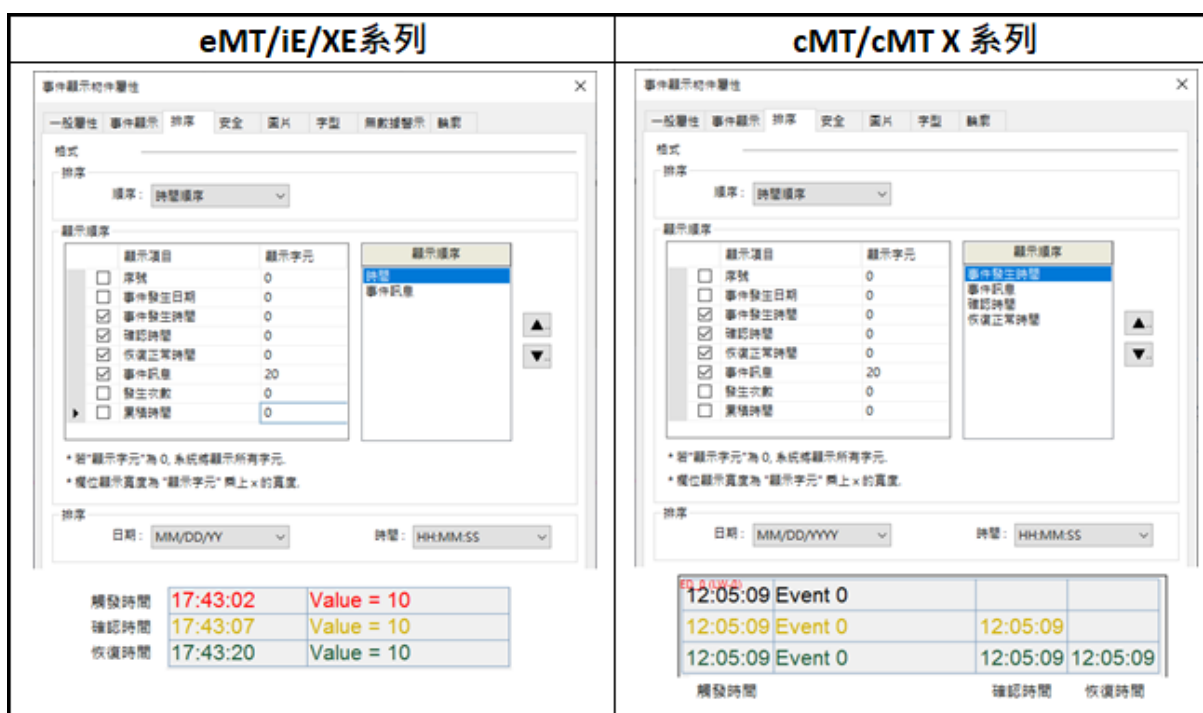 eMT/iE/XE系列
事件顯示物件屬性
一般屬性 事件顯示 排序 安全 圖片 字型 無數據警示 輪廓
格式
排序
順序： 時間順序
顯示順序
顯示項目 顯示字元
序號 0
事件發生日期 0
事件發生時間 0
確認時間 0
恢復正常時間 0
事件訊息 20
發生次數 0
累積時間 0
顯示順序
時間
事件訊息
* 若"顯示字元"為 0, 系統將顯示所有字元.
* 欄位顯示寬度為 "顯示字元" 乘上 x 的寬度.
排序
日期： MM/DD/YY 時間： HH:MM:SS
觸發時間 17:43:02 Value = 10
確認時間 17:43:07 Value = 10
恢復時間 17:43:20 Value = 10
cMT/cMT X 系列
事件顯示物件屬性
一般屬性 事件顯示 排序 安全 圖片 字型 輪廓
格式
排序
順序： 時間順序
顯示順序
顯示項目 顯示字元
序號 0
事件發生日期 0
事件發生時間 0
確認時間 0
恢復正常時間 0
事件訊息 20
發生次數 0
累積時間 0
顯示順序
事件發生時間
事件訊息
確認時間
恢復正常時間
* 若"顯示字元"為 0, 系統將顯示所有字元.
* 欄位顯示寬度為 "顯示字元" 乘上 x 的寬度.
排序
日期： MM/DD/YYYY 時間： HH:MM:SS
ED_0 (LW-0)
12:05:09 Event 0
12:05:09 Event 0 12:05:09
12:05:09 Event 0 12:05:09 12:05:09
觸發時間 確認時間 恢復時間